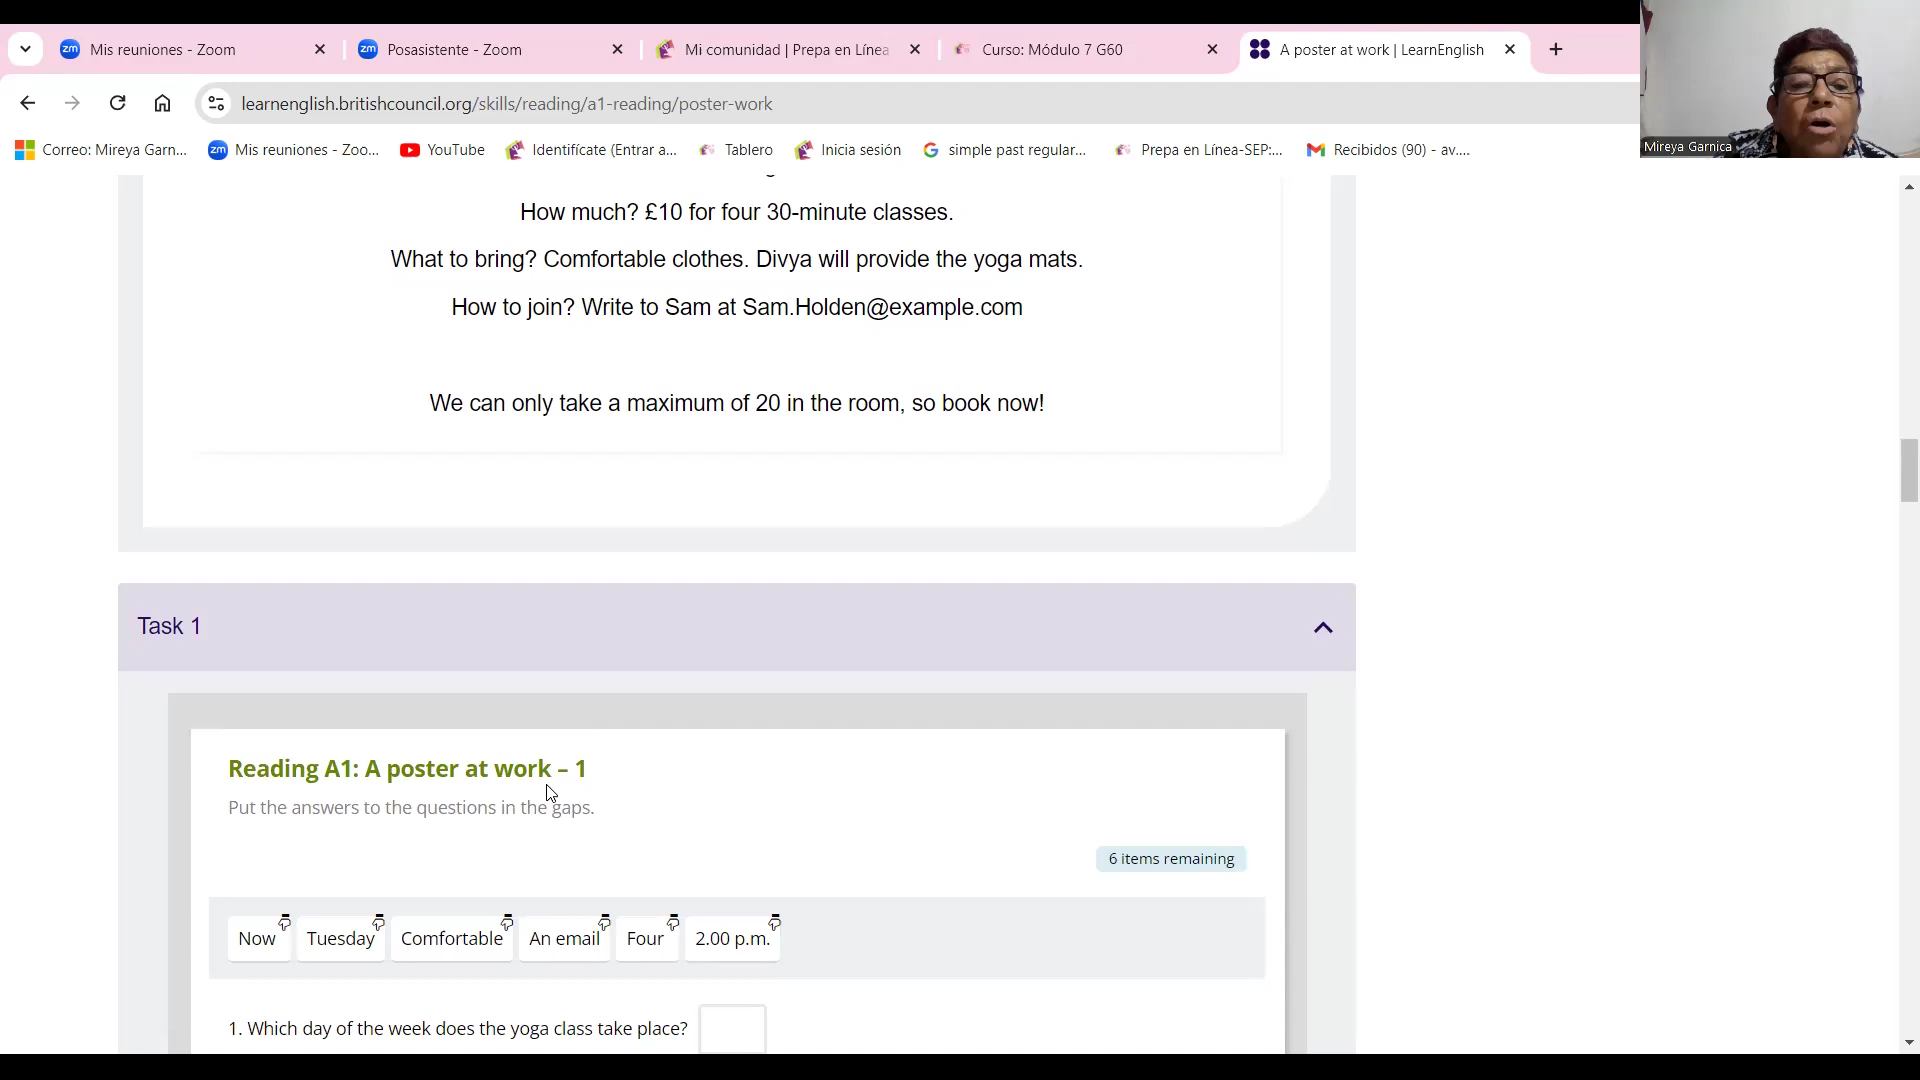 Mis reuniones - Zoom
Posasistente - Zoom
Mi comunidad | Prepa en Línea
Curso: Módulo 7 G60
A poster at work | LearnEnglish
learnenglish.britishcouncil.org/skills/reading/a1-reading/poster-work
Mireya Garnica
Correo: Mireya Garn...
Mis reuniones - Zoo...
YouTube
Identifícate (Entrar a...
Tablero
Inicia sesión
simple past regular...
Prepa en Línea-SEP:...
Recibidos (90) - av....
How much? £10 for four 30-minute classes.
What to bring? Comfortable clothes. Divya will provide the yoga mats.
How to join? Write to Sam at Sam.Holden@example.com
We can only take a maximum of 20 in the room, so book now!
Task 1
Reading A1: A poster at work – 1
Put the answers to the questions in the gaps.
6 items remaining
Now Tuesday Comfortable An email Four 2.00 p.m.
1. Which day of the week does the yoga class take place?